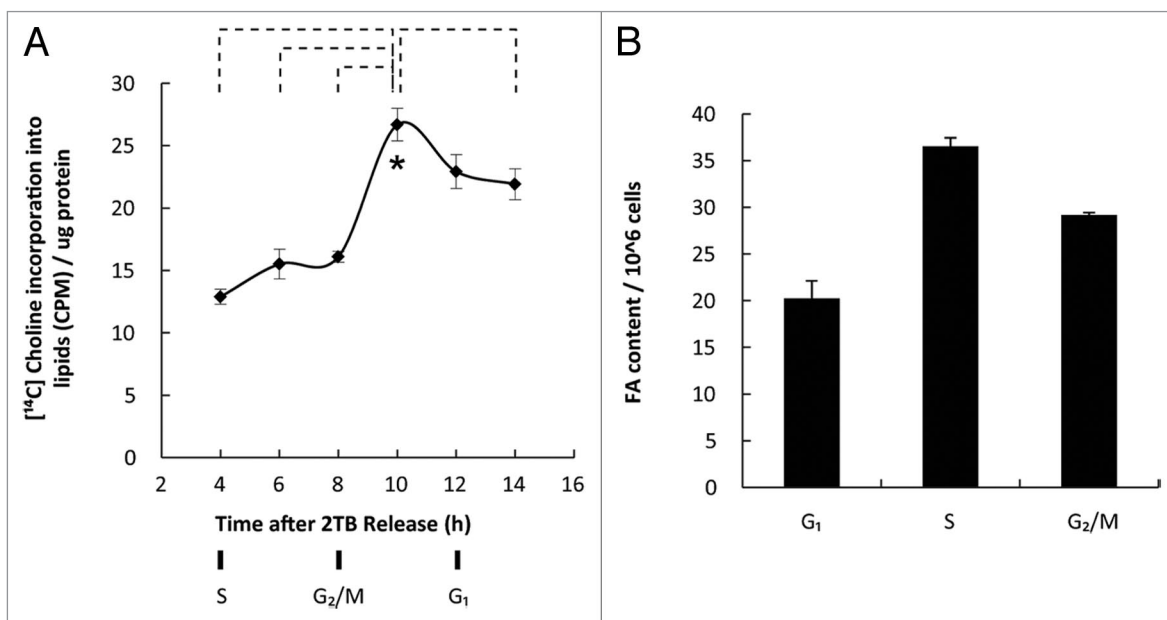 A
30
25
20
15
10
5
0
[¹⁴C] Choline incorporation into
lipids (CPM) / ug protein
*
2 4 6 8 10 12 14 16
Time after 2TB Release (h)
S G₂/M G₁
B
40
35
30
25
20
15
10
5
0
FA content / 10^6 cells
G₁ S G₂/M